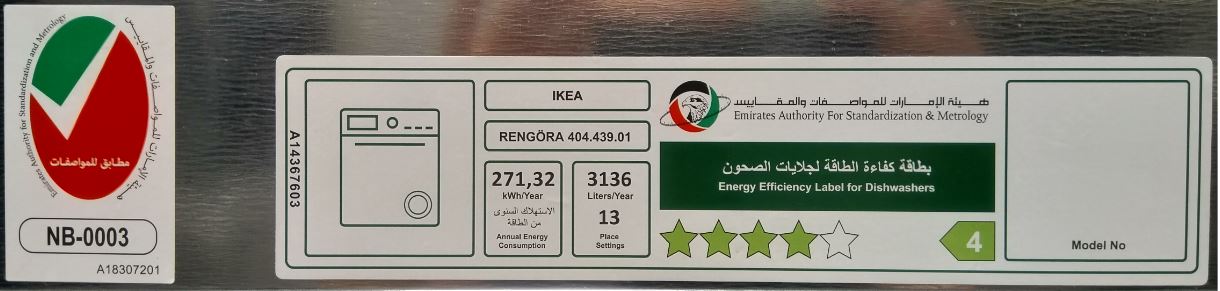 Emirates Authority for Standardization and Metrology
هيئة الإمارات للمواصفات والمقاييس
مطابق للمواصفات
NB-0003
A18307201
A14367603
IKEA
RENGÖRA 404.439.01
271,32
kWh/Year
الاستهلاك السنوى
من الطاقة
Annual Energy
Consumption
3136
Liters/Year
13
Place
Settings
هيئة الإمارات للمواصفات والمقاييس
Emirates Authority For Standardization & Metrology
بطاقة كفاءة الطاقة لجلايات الصحون
Energy Efficiency Label for Dishwashers
4
Model No